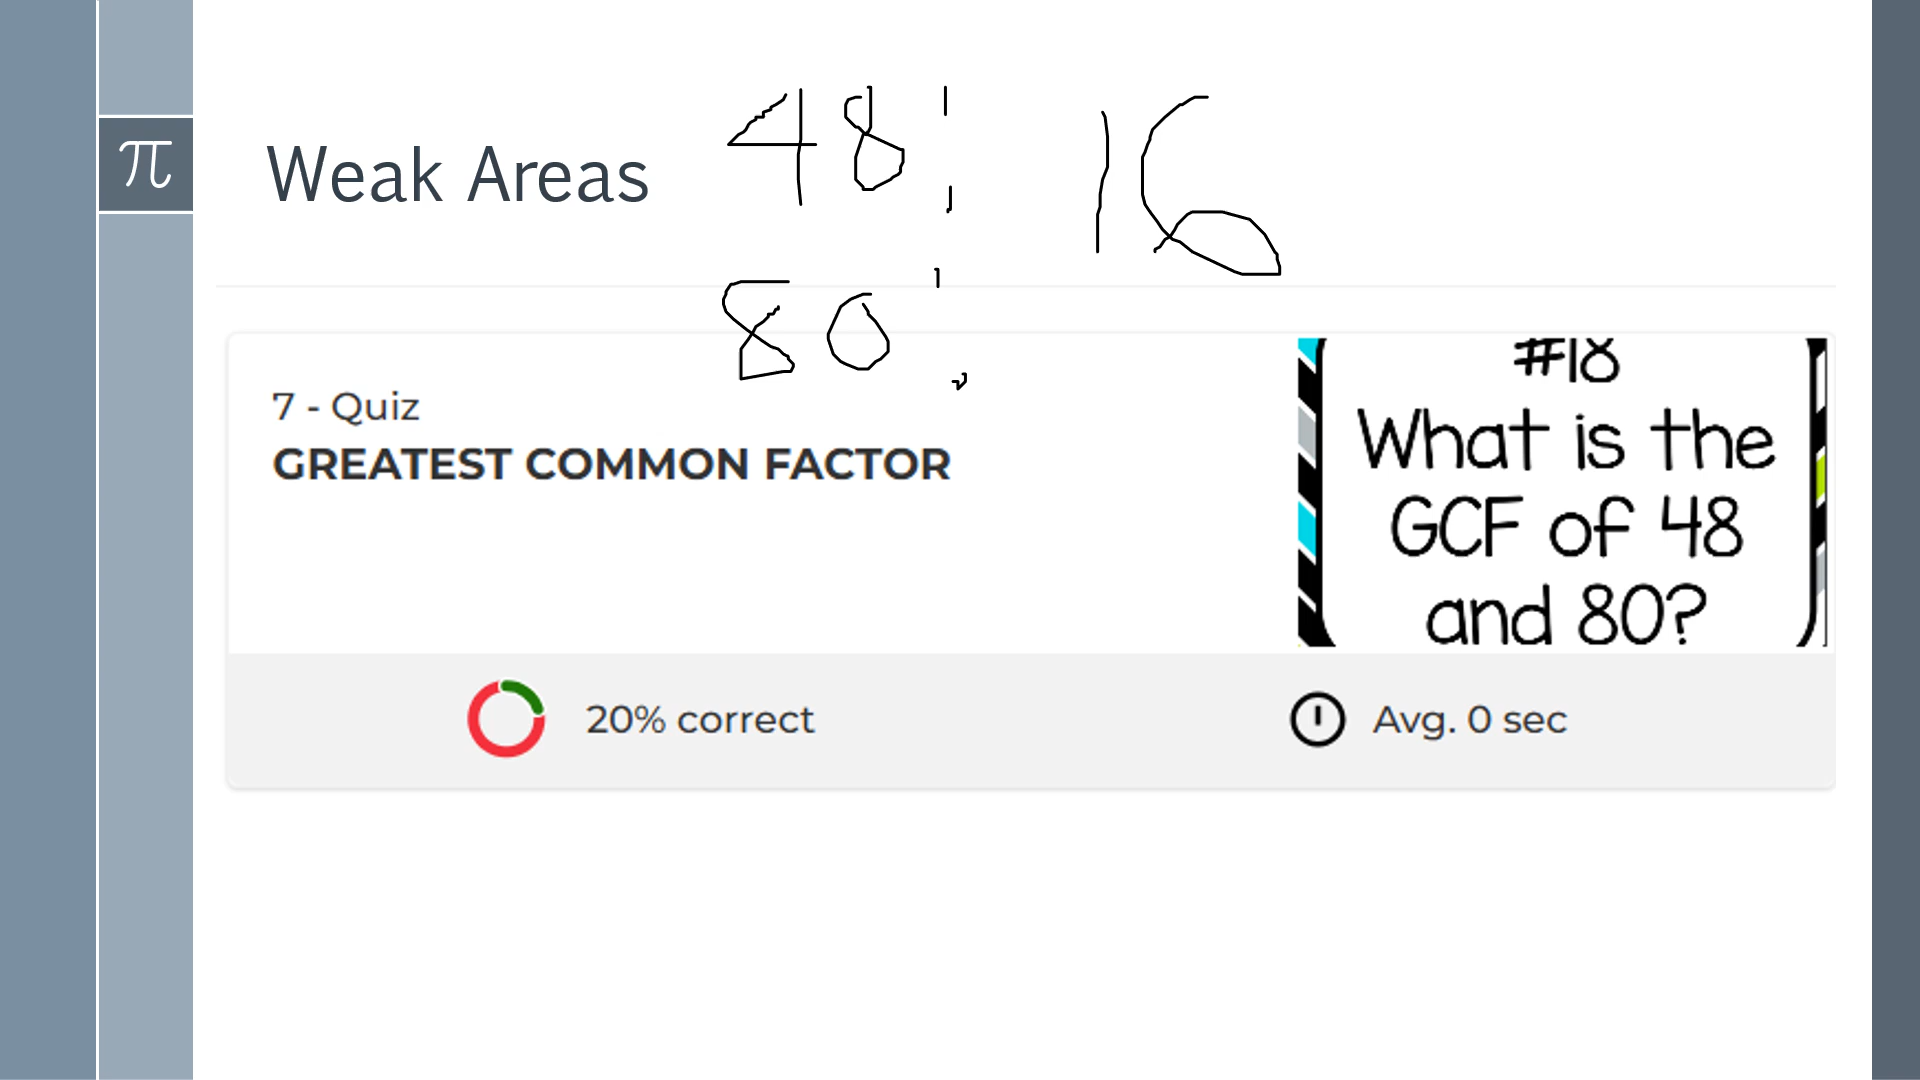 π
Weak Areas
48: 16
80:
7 - Quiz
GREATEST COMMON FACTOR
#18
What is the
GCF of 48
and 80?
20% correct
Avg. 0 sec